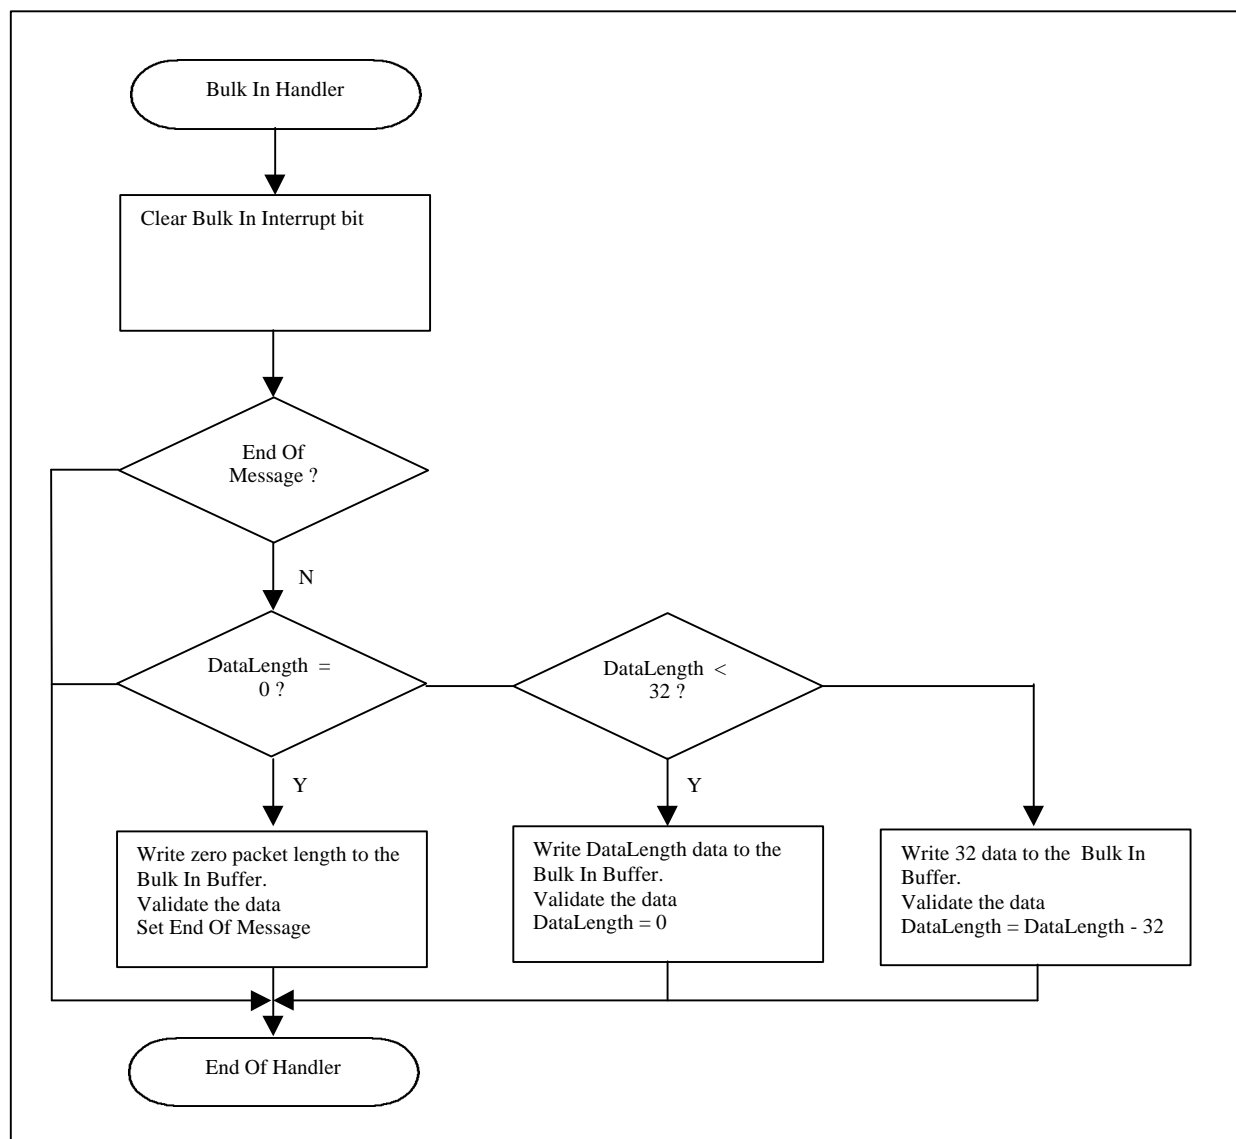 Bulk In Handler
Clear Bulk In Interrupt bit
End Of
Message ?
N
DataLength =
0 ?
DataLength <
32 ?
Y
Y
Write zero packet length to the
Bulk In Buffer.
Validate the data
Set End Of Message
Write DataLength data to the
Bulk In Buffer.
Validate the data
DataLength = 0
Write 32 data to the Bulk In
Buffer.
Validate the data
DataLength = DataLength - 32
End Of Handler